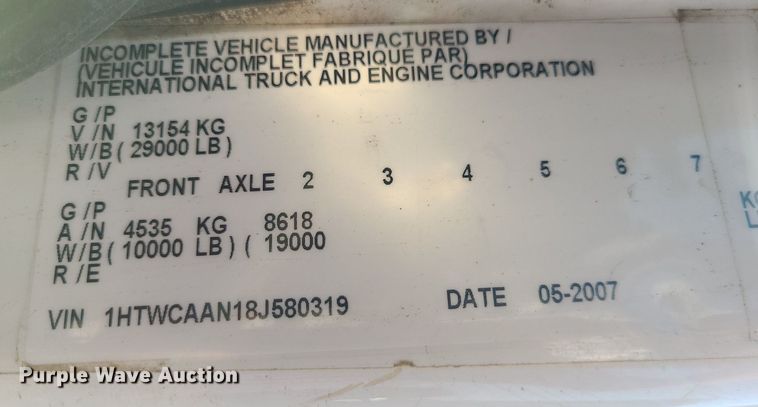 INCOMPLETE VEHICLE MANUFACTURED BY /
(VEHICULE INCOMPLET FABRIQUE PAR)
INTERNATIONAL TRUCK AND ENGINE CORPORATION
G /P
V /N 13154 KG
W/B ( 29000 LB )
R /V
FRONT AXLE 2 3 4 5 6 7
G /P
A /N 4535 KG 8618
W/B ( 10000 LB ) ( 19000
R /E
VIN 1HTWCAAN18J580319 DATE 05-2007
Purple Wave Auction